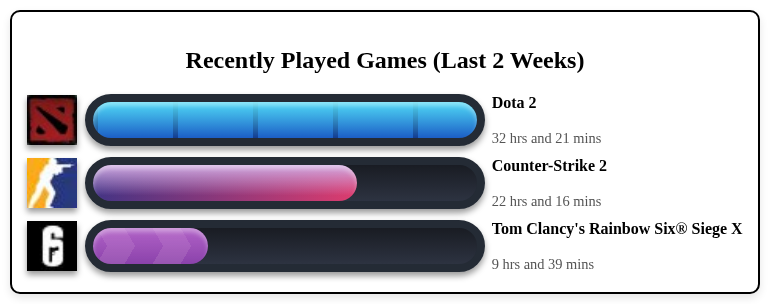 Recently Played Games (Last 2 Weeks)
Dota 2
32 hrs and 21 mins
Counter-Strike 2
22 hrs and 16 mins
Tom Clancy's Rainbow Six® Siege X
9 hrs and 39 mins